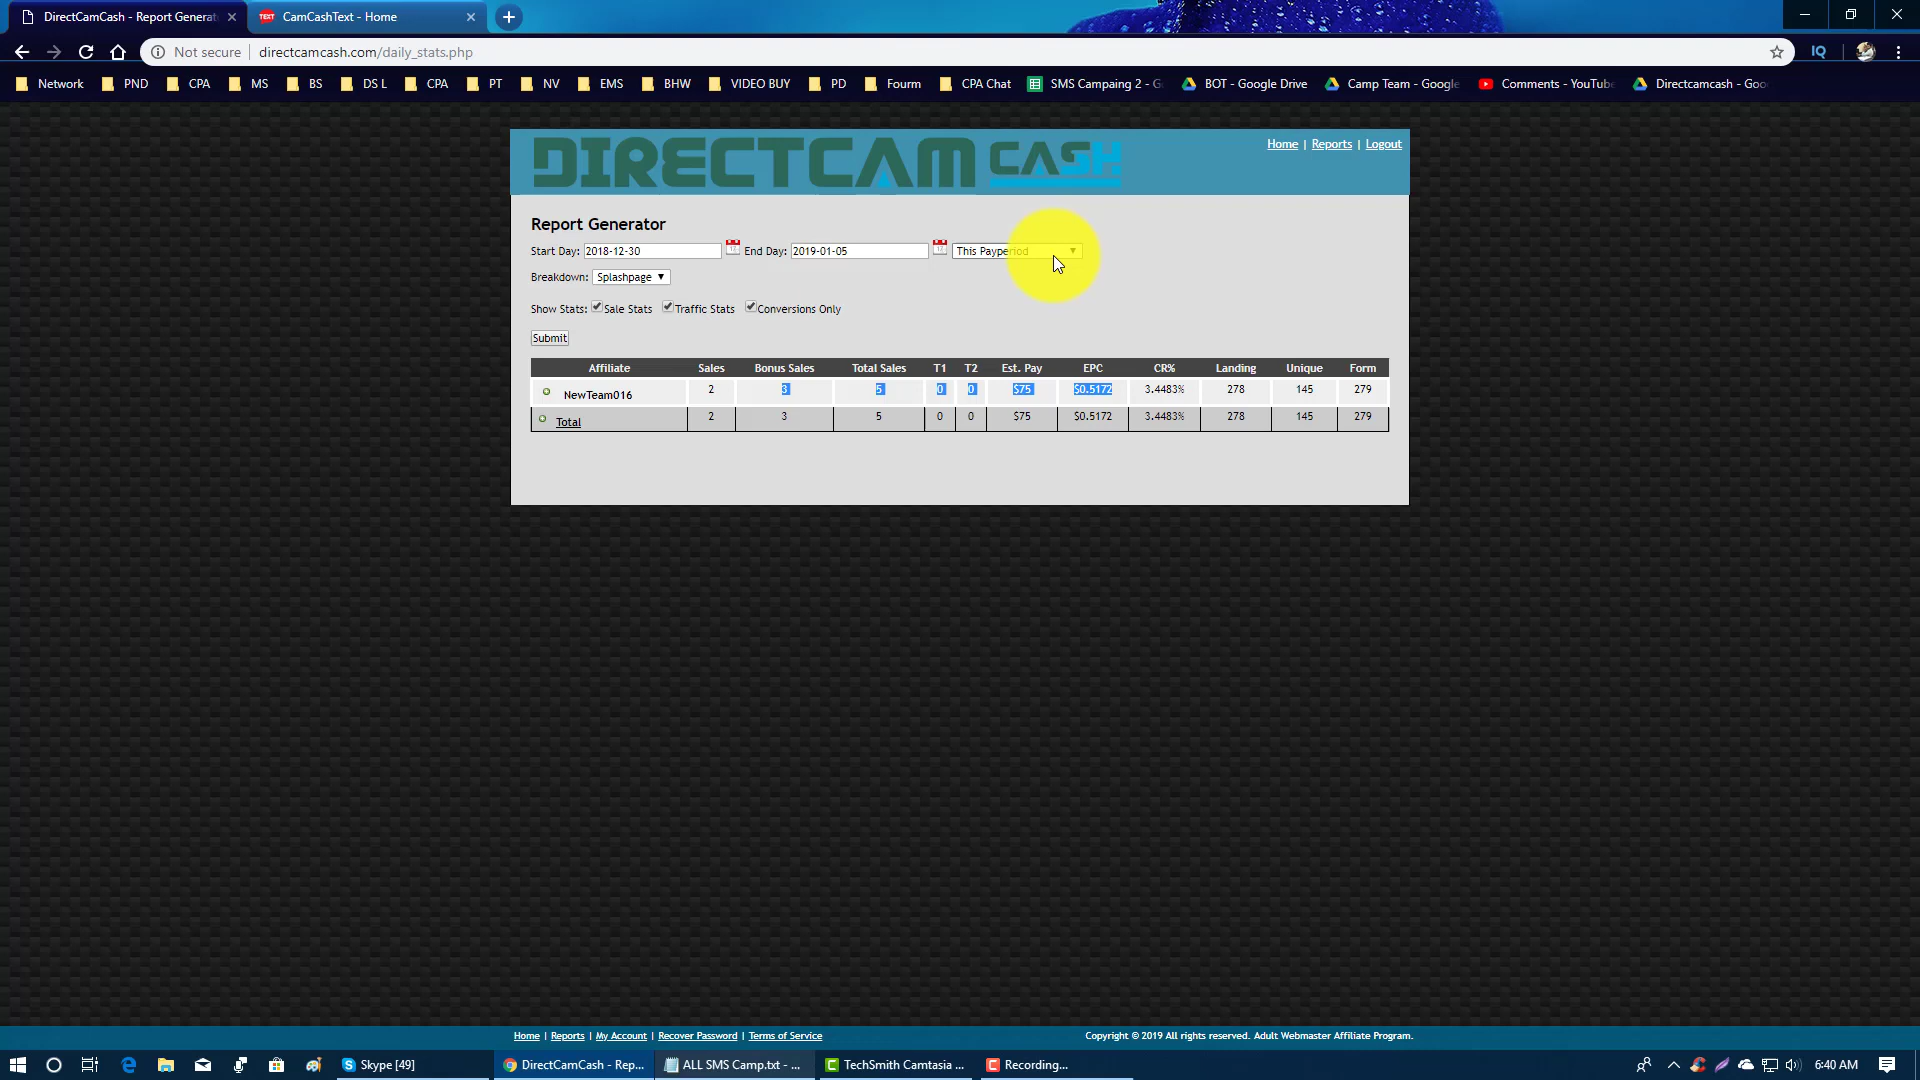 DirectCamCash - Report Generat
CamCashText - Home
Not secure
directcamcash.com/daily_stats.php
IQ
Network PND CPA MS BS DS L CPA PT NV EMS BHW VIDEO BUY PD Fourm CPA Chat SMS Campaing 2 - G BOT - Google Drive Camp Team - Google Comments - YouTube Directcamcash - Goo
DIRECTCAM CASH
Home | Reports | Logout
Report Generator
Start Day: 2018-12-30 End Day: 2019-01-05 This Payperiod
Breakdown: Splashpage
Show Stats: Sale Stats Traffic Stats Conversions Only
Submit
Affiliate Sales Bonus Sales Total Sales T1 T2 Est. Pay EPC CR% Landing Unique Form
NewTeam016 2 3 5 0 0 $75 $0.5172 3.4483% 278 145 279
Total 2 3 5 0 0 $75 $0.5172 3.4483% 278 145 279
Home | Reports | My Account | Recover Password | Terms of Service
Copyright © 2019 All rights reserved. Adult Webmaster Affiliate Program.
Skype [49]
DirectCamCash - Rep...
ALL SMS Camp.txt - ...
TechSmith Camtasia ...
Recording...
6:40 AM